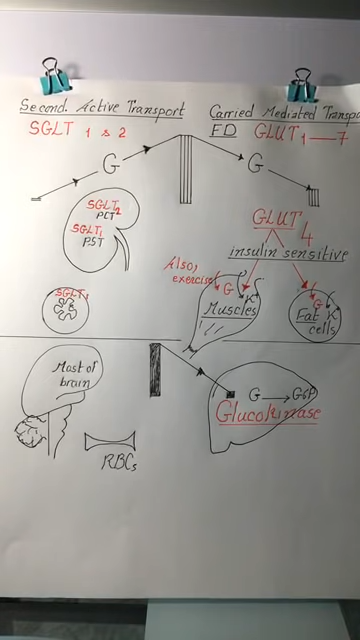 Second. Active Transport
SGLT 1 & 2
G
Carried Mediated Transpo
FD GLUT 1 — 7
G
SGLT2
PCT
SGLT1
PST
GLUT 4
insulin sensitive
Also,
exercise
G
K
Muscles
G
K
Fat
cells
SGLT1
Most of
brain
RBCs
G → G6P
Glucokinase